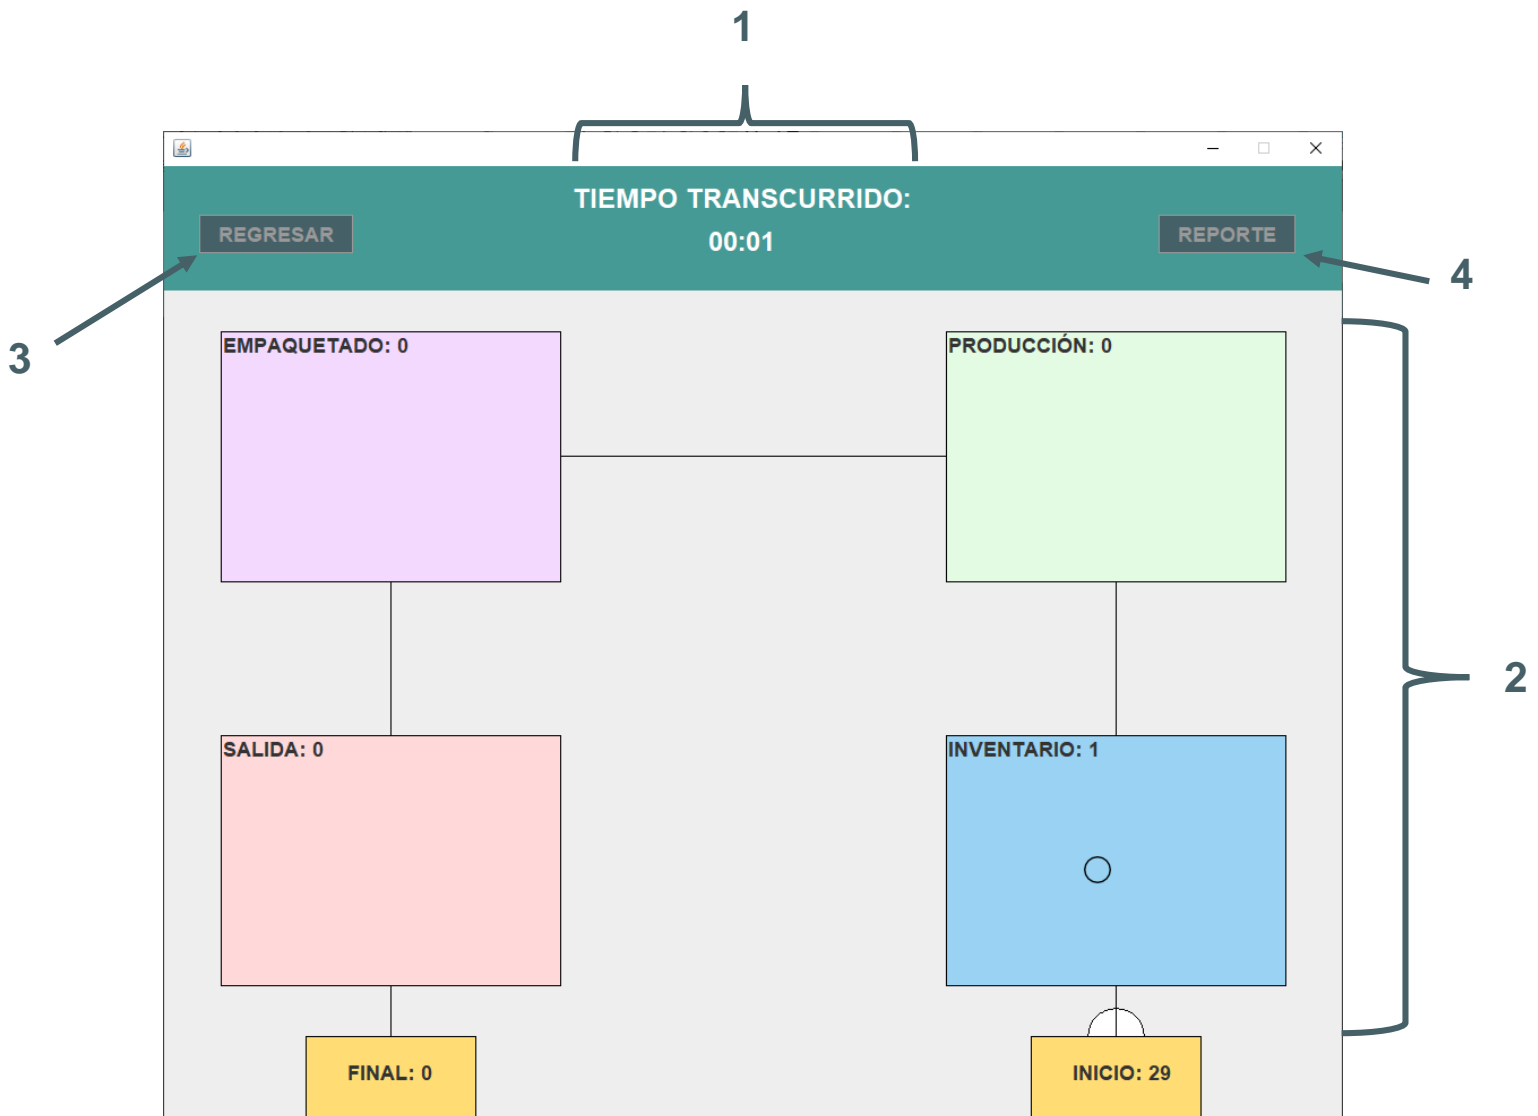 1
TIEMPO TRANSCURRIDO:
REGRESAR
00:01
REPORTE
4
3
EMPAQUETADO: 0
PRODUCCIÓN: 0
2
SALIDA: 0
INVENTARIO: 1
FINAL: 0
INICIO: 29